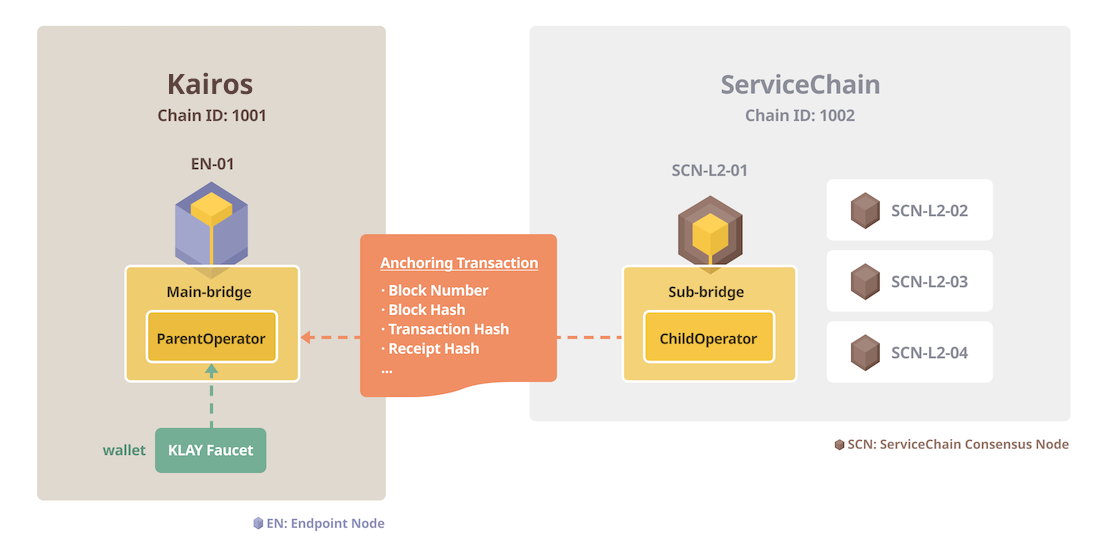 Kairos
Chain ID: 1001
EN-01
Main-bridge
ParentOperator
wallet
KLAY Faucet
EN: Endpoint Node
Anchoring Transaction
· Block Number
· Block Hash
· Transaction Hash
· Receipt Hash
...
ServiceChain
Chain ID: 1002
SCN-L2-01
Sub-bridge
ChildOperator
SCN-L2-02
SCN-L2-03
SCN-L2-04
SCN: ServiceChain Consensus Node